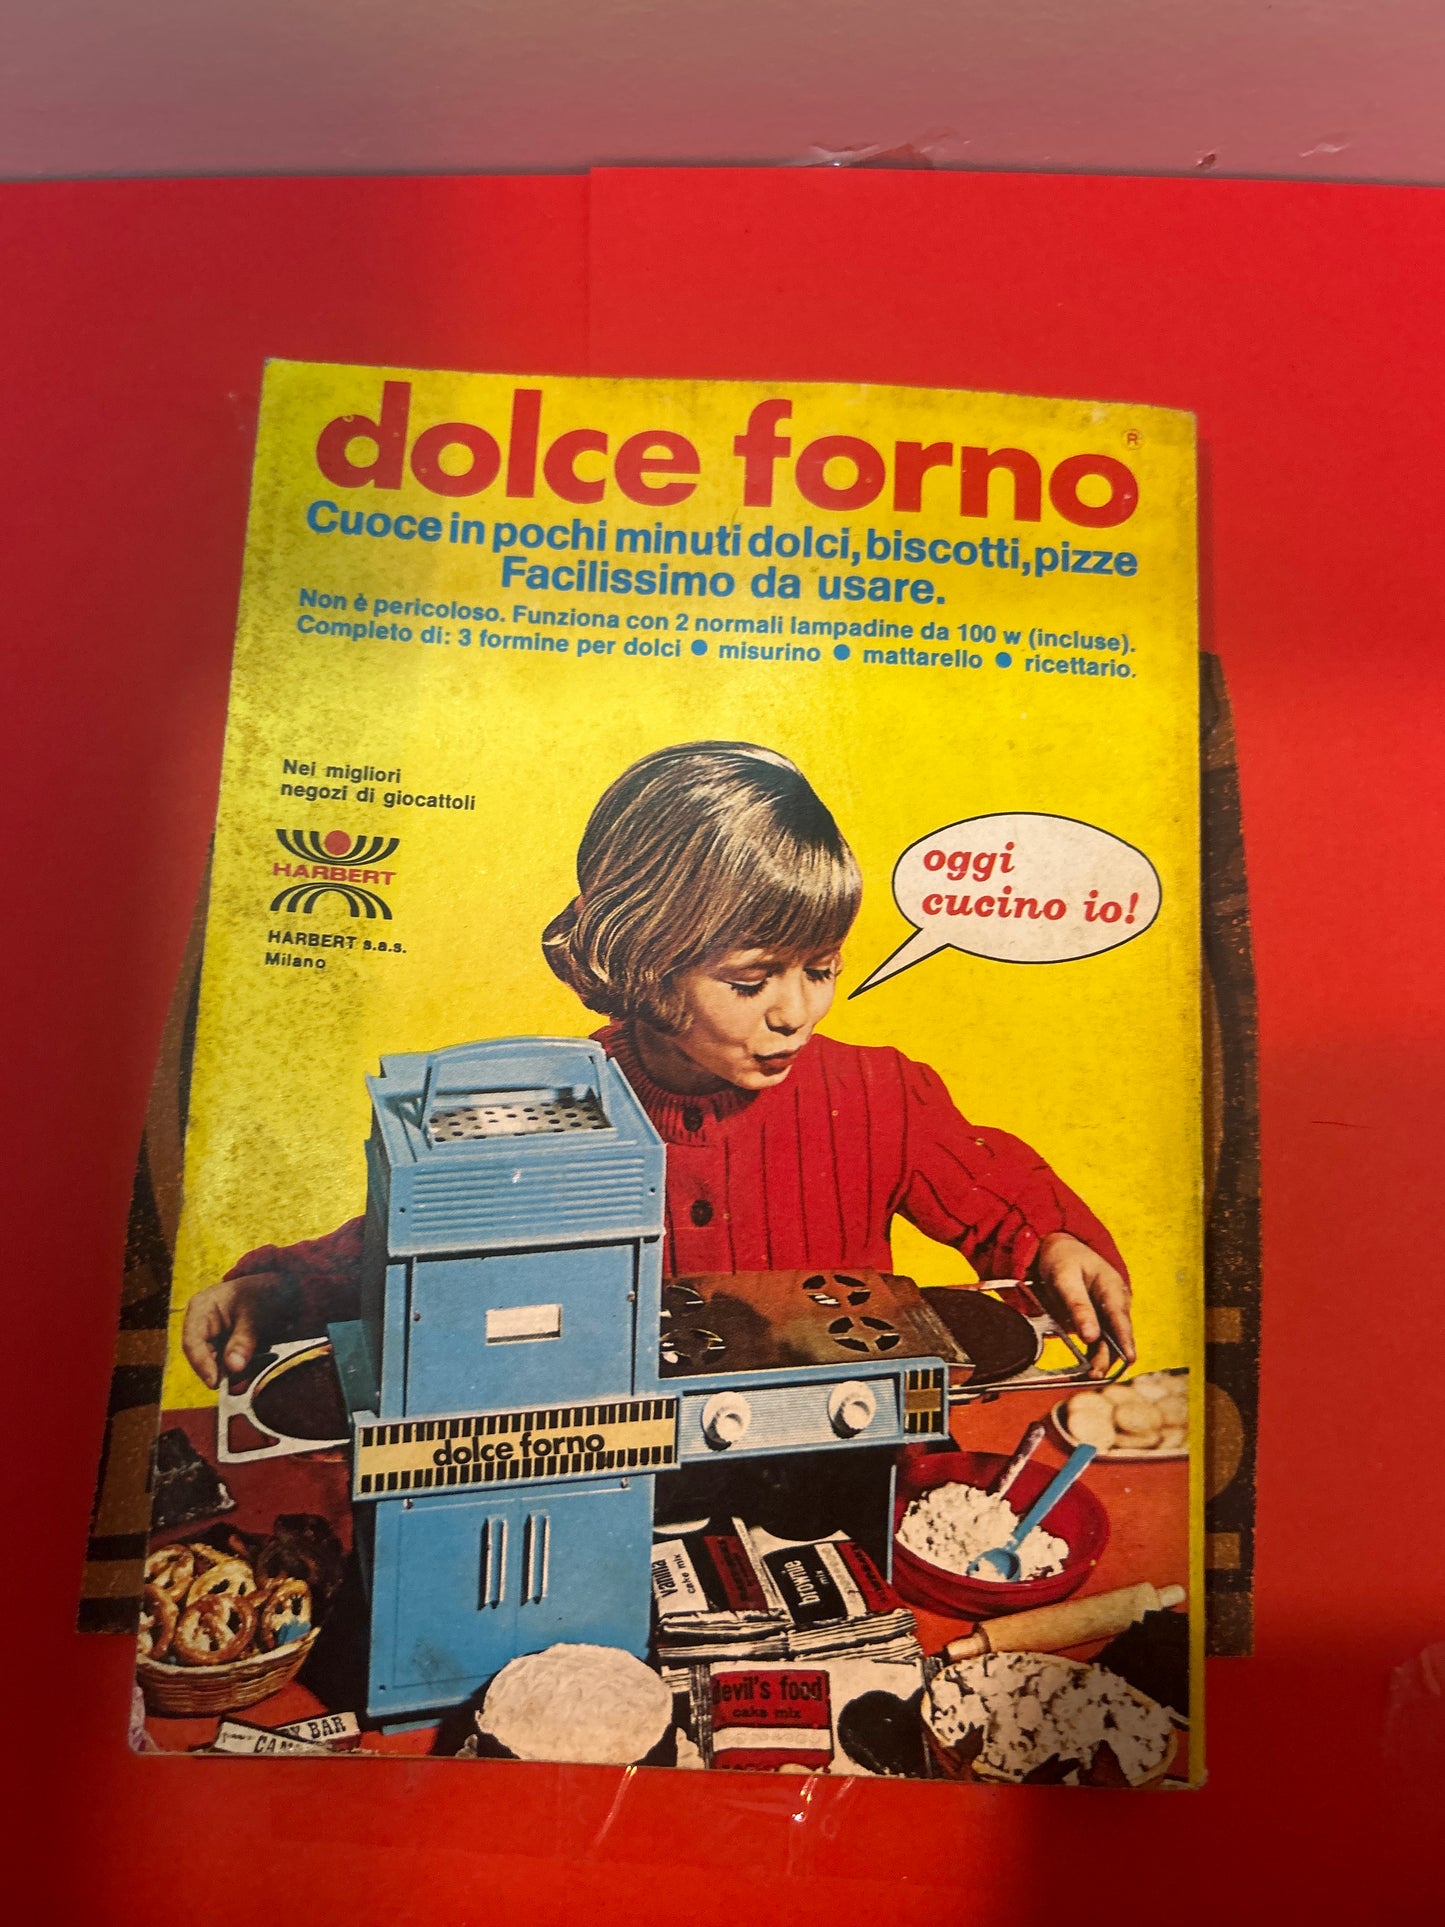 dolce forno ®
Cuoce in pochi minuti dolci, biscotti, pizze
Facilissimo da usare.
Non è pericoloso. Funziona con 2 normali lampadine da 100 w (incluse).
Completo di: 3 formine per dolci ● misurino ● mattarello ● ricettario.
Nei migliori
negozi di giocattoli
HARBERT
HARBERT s.a.s.
Milano
oggi
cucino io!
dolce forno
vanilla
cake mix
brownie
mix
devil's food
cake mix
BAR